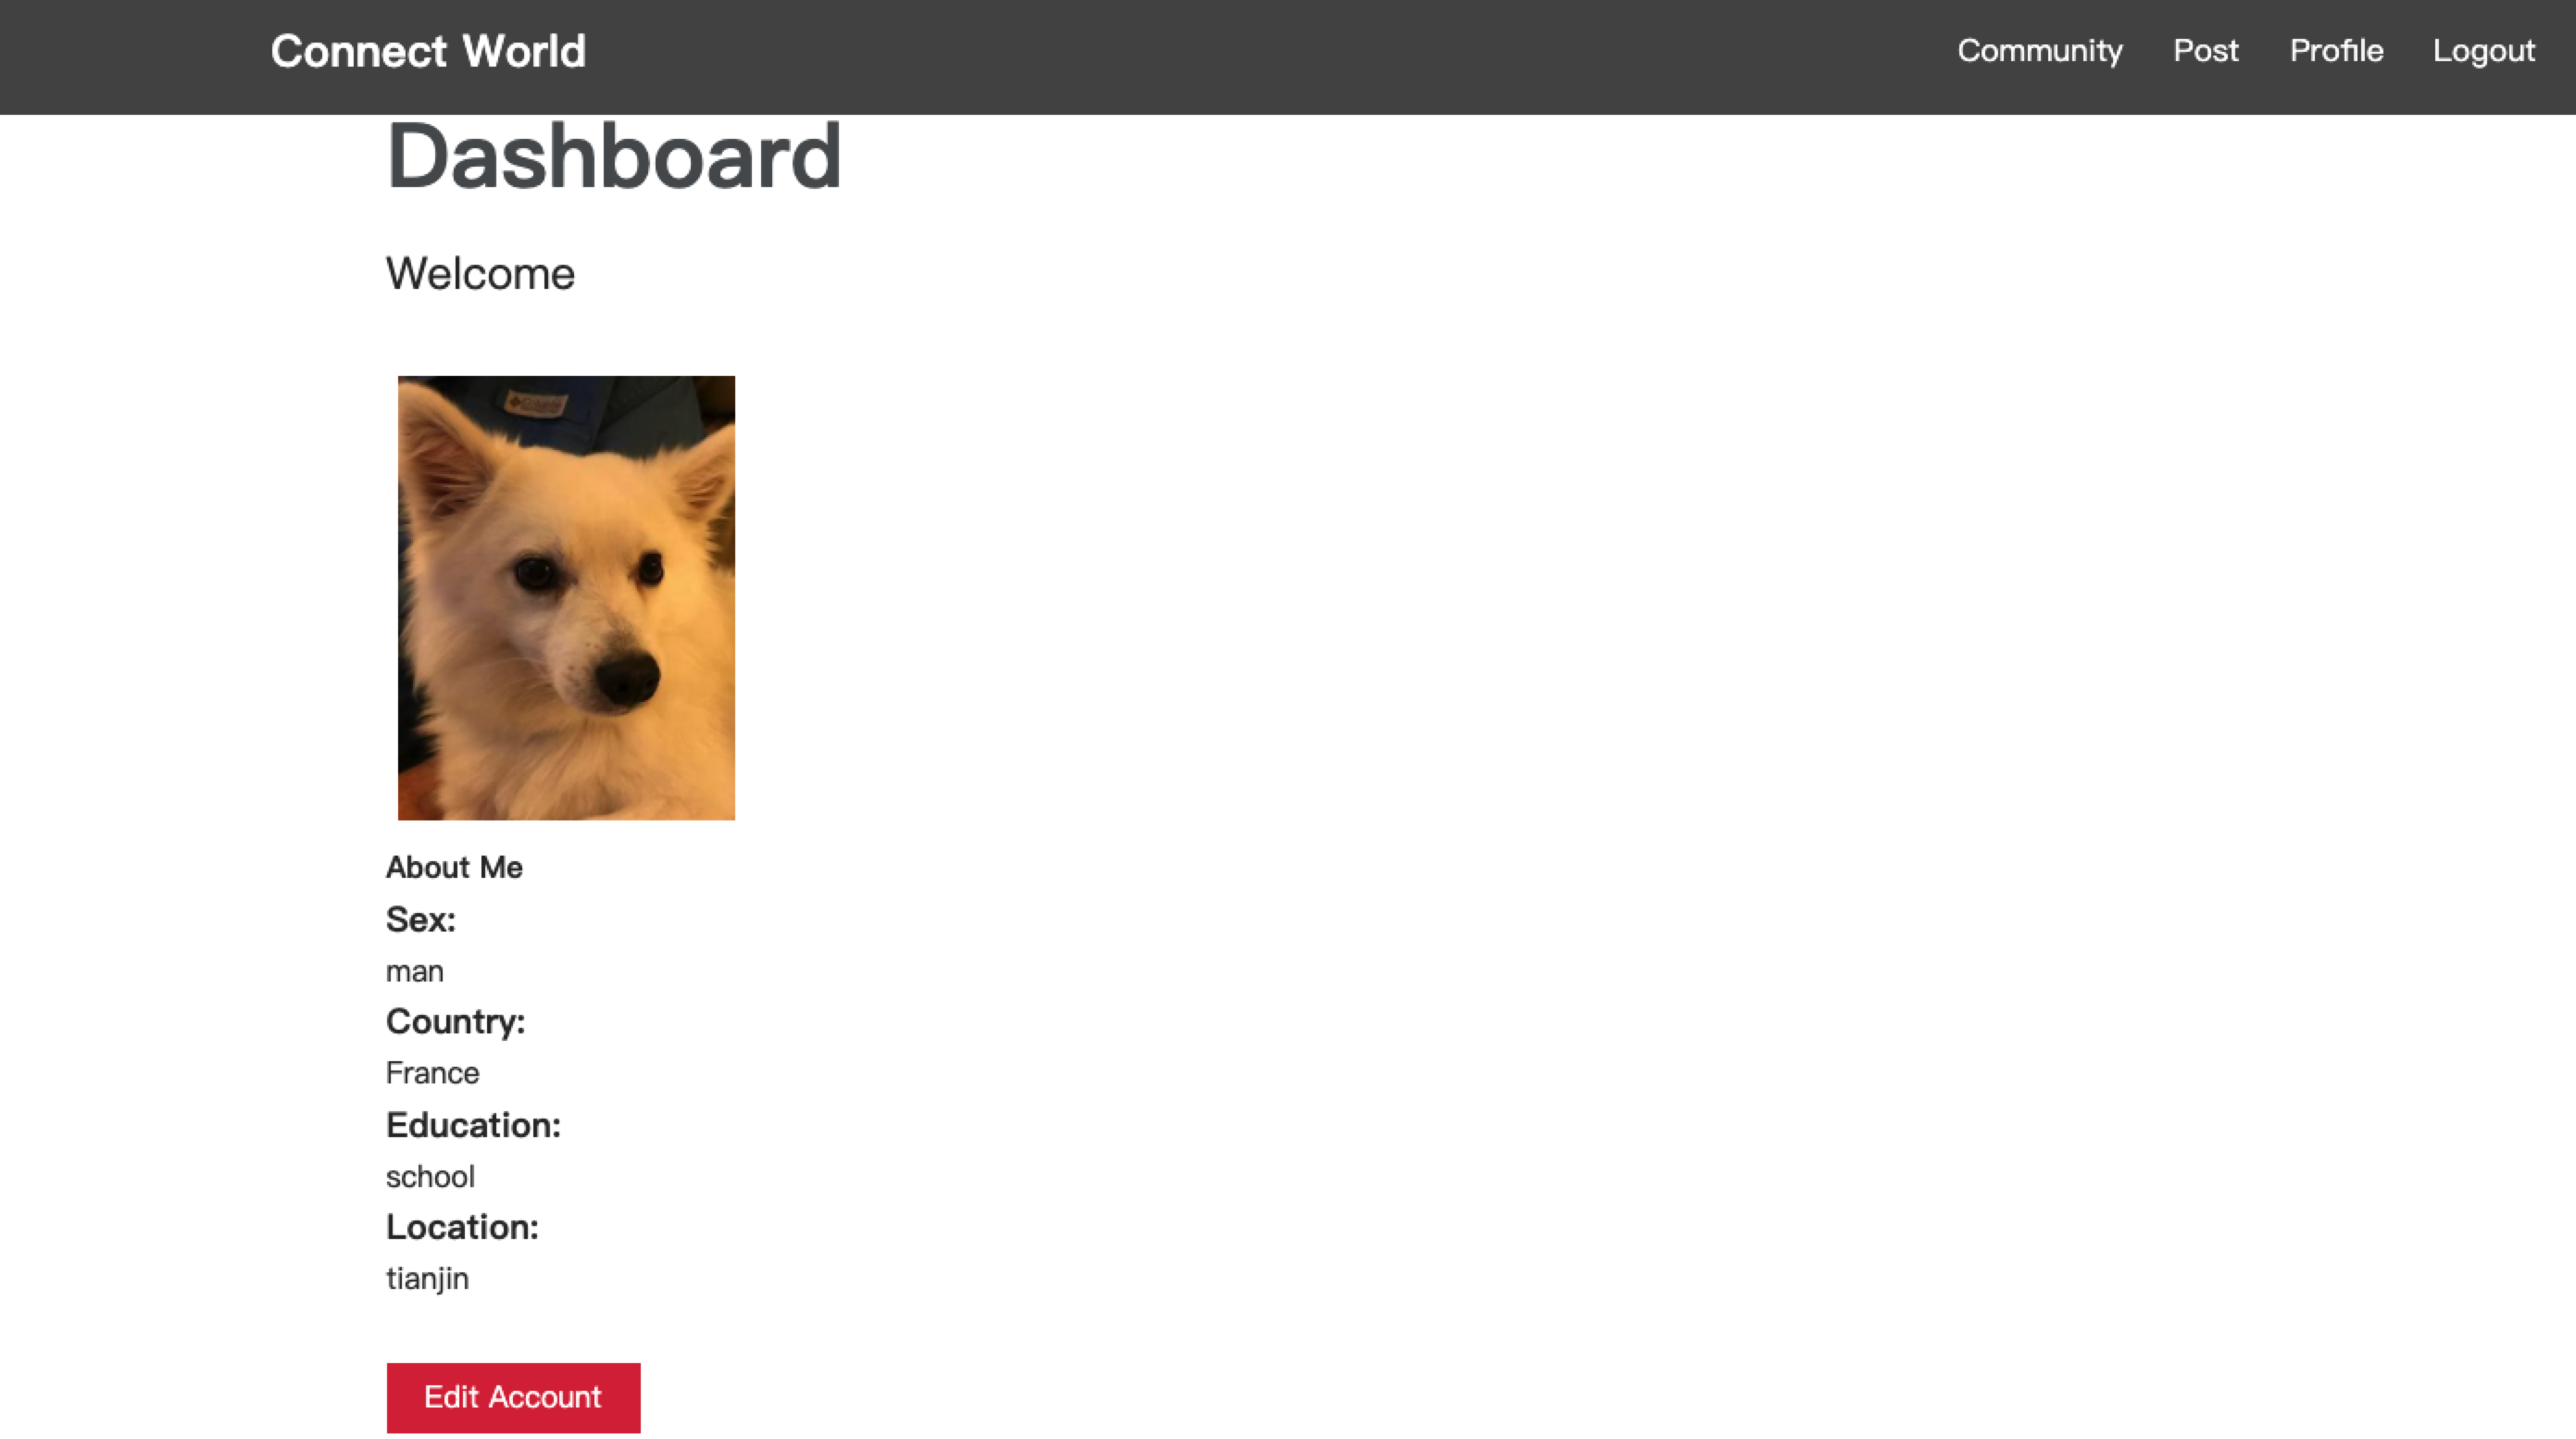 Connect World
Community Post Profile Logout
Dashboard
Welcome
About Me
Sex:
man
Country:
France
Education:
school
Location:
tianjin
Edit Account